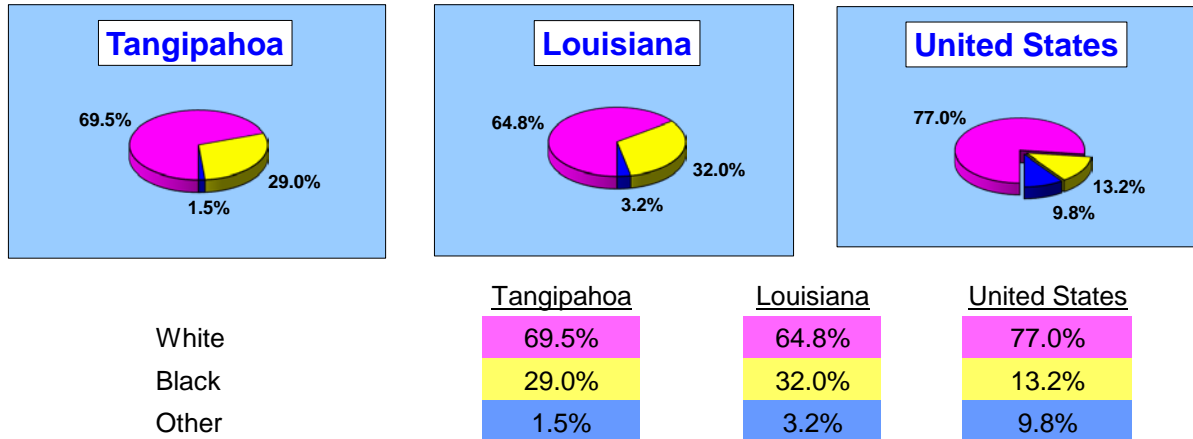 Tangipahoa
69.5%
29.0%
1.5%
Louisiana
64.8%
32.0%
3.2%
United States
77.0%
13.2%
9.8%
Tangipahoa Louisiana United States
White 69.5% 64.8% 77.0%
Black 29.0% 32.0% 13.2%
Other 1.5% 3.2% 9.8%